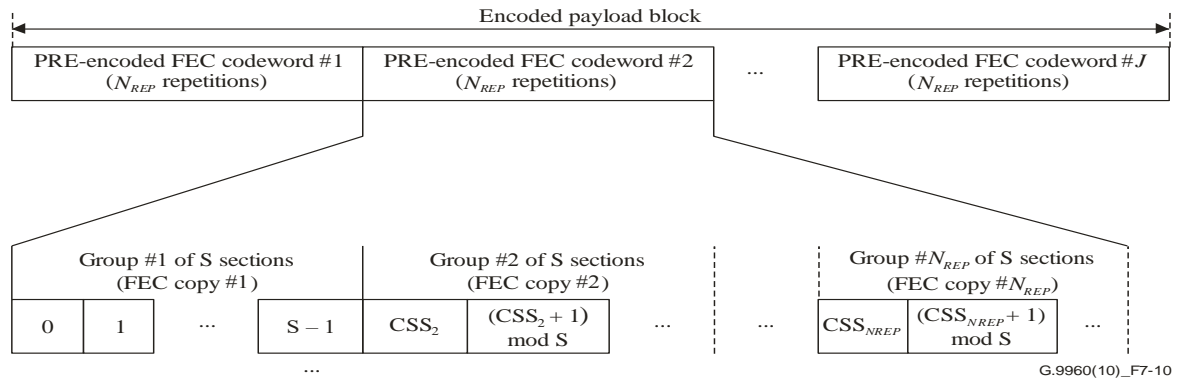 Encoded payload block
PRE-encoded FEC codeword #1
(N_REP repetitions)
PRE-encoded FEC codeword #2
(N_REP repetitions)
...
PRE-encoded FEC codeword #J
(N_REP repetitions)
Group #1 of S sections
(FEC copy #1)
Group #2 of S sections
(FEC copy #2)
Group #N_REP of S sections
(FEC copy #N_REP)
0
1
...
S – 1
CSS₂
(CSS₂ + 1)
mod S
...
...
CSS_NREP
(CSS_NREP + 1)
mod S
...
...
G.9960(10)_F7-10